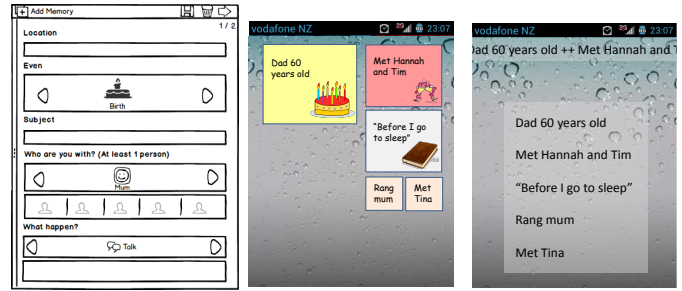 Add Memory
1 / 2
Location
Even
Birth
Subject
Who are you with? (At least 1 person)
Mum
What happen?
Talk
vodafone NZ 23:07
Dad 60
years old
Met Hannah
and Tim
"Before I go
to sleep"
Rang
mum
Met
Tina
vodafone NZ 23:07
Dad 60 years old ++ Met Hannah and T
Dad 60 years old
Met Hannah and Tim
"Before I go to sleep"
Rang mum
Met Tina